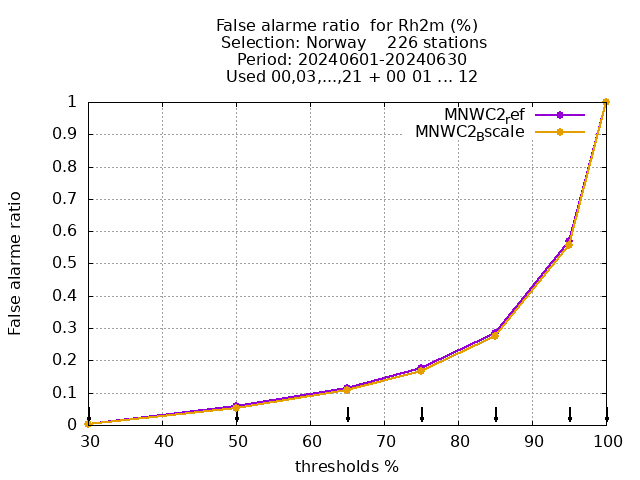 False alarme ratio  for Rh2m (%)
Selection: Norway    226 stations
Period: 20240601-20240630
Used 00,03,...,21 + 00 01 ... 12
False alarme ratio
1
0.9
0.8
0.7
0.6
0.5
0.4
0.3
0.2
0.1
0
MNWC2ref
MNWC2Bscale
30 40 50 60 70 80 90 100
thresholds %